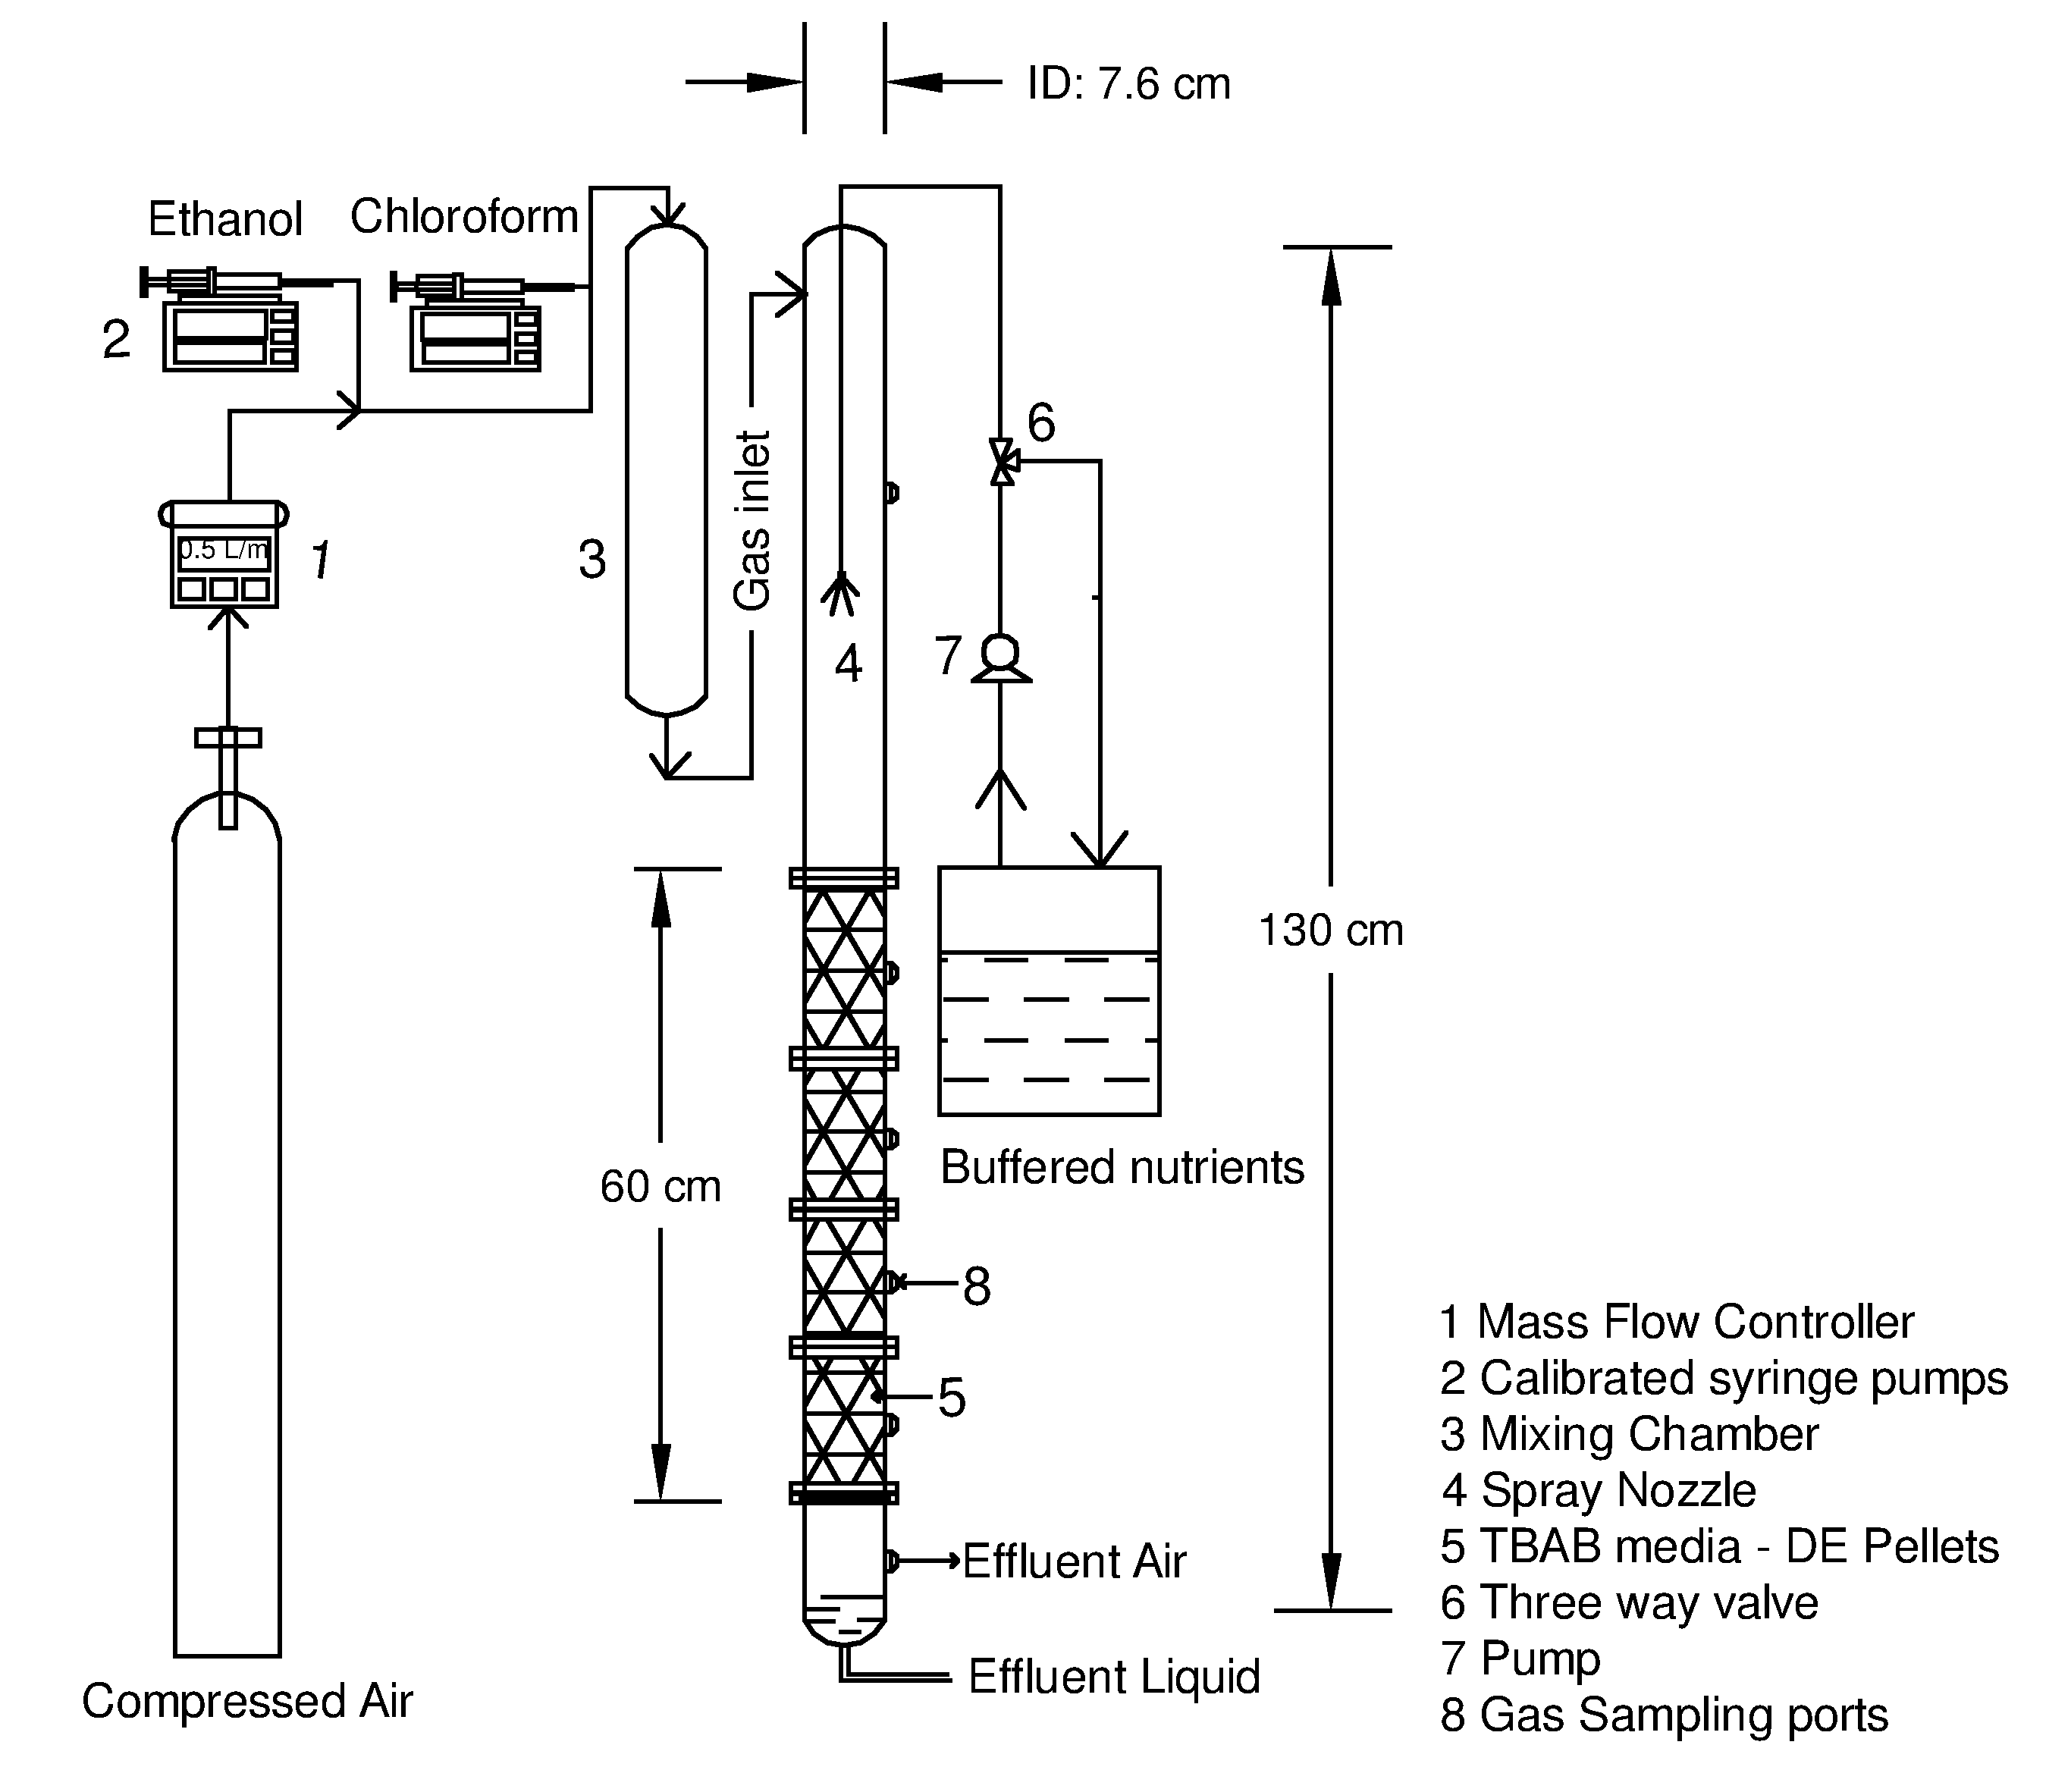 ID: 7.6 cm
Ethanol
Chloroform
2
6
Gas inlet
0.5 L/m
1
3
4
7
130 cm
60 cm
Buffered nutrients
8
5
Effluent Air
Effluent Liquid
Compressed Air
1 Mass Flow Controller
2 Calibrated syringe pumps
3 Mixing Chamber
4 Spray Nozzle
5 TBAB media - DE Pellets
6 Three way valve
7 Pump
8 Gas Sampling ports